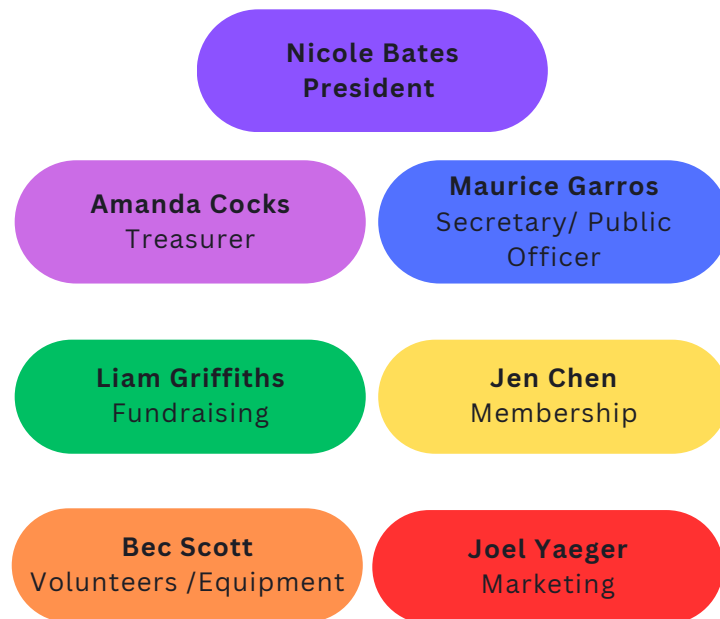 Nicole Bates
President
Amanda Cocks
Treasurer
Maurice Garros
Secretary/ Public
Officer
Liam Griffiths
Fundraising
Jen Chen
Membership
Bec Scott
Volunteers /Equipment
Joel Yaeger
Marketing